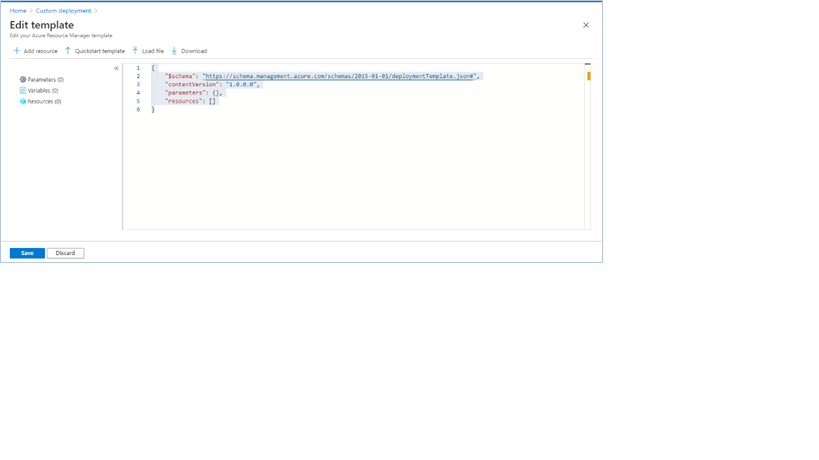 Home > Custom deployment >
Edit template
Edit your Azure Resource Manager template
+ Add resource ↑ Quickstart template Load file Download
«
Parameters (0)
Variables (0)
Resources (0)
1 {
2 "$schema": "https://schema.management.azure.com/schemas/2015-01-01/deploymentTemplate.json#",
3 "contentVersion": "1.0.0.0",
4 "parameters": {},
5 "resources": []
6 }
Save Discard